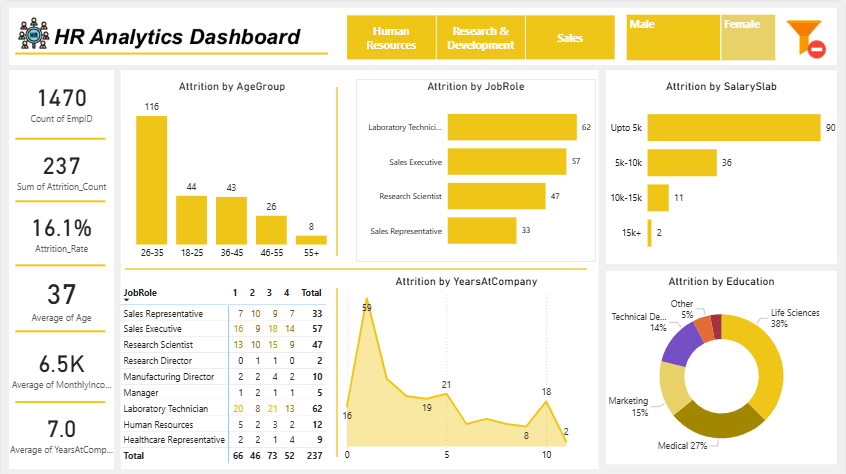 HR
HR Analytics Dashboard
Human Resources
Research & Development
Sales
Male
Female
1470
Count of EmpID
237
Sum of Attrition_Count
16.1%
Attrition_Rate
37
Average of Age
6.5K
Average of MonthlyInco...
7.0
Average of YearsAtComp...
Attrition by AgeGroup
116
44
43
26
8
26-35 18-25 36-45 46-55 55+
Attrition by JobRole
Laboratory Technici... 62
Sales Executive 57
Research Scientist 47
Sales Representative 33
Attrition by SalarySlab
Upto 5k 90
5k-10k 36
10k-15k 11
15k+ 2
JobRole 1 2 3 4 Total
Sales Representative 7 10 9 7 33
Sales Executive 16 9 18 14 57
Research Scientist 13 10 15 9 47
Research Director 0 1 1 0 2
Manufacturing Director 2 2 4 2 10
Manager 1 2 1 1 5
Laboratory Technician 20 8 21 13 62
Human Resources 5 2 3 2 12
Healthcare Representative 2 2 1 4 9
Total 66 46 73 52 237
Attrition by YearsAtCompany
59
16
19
21
8
18
2
0 5 10
Attrition by Education
Other
5%
Life Sciences
38%
Technical De...
14%
Marketing
15%
Medical 27%